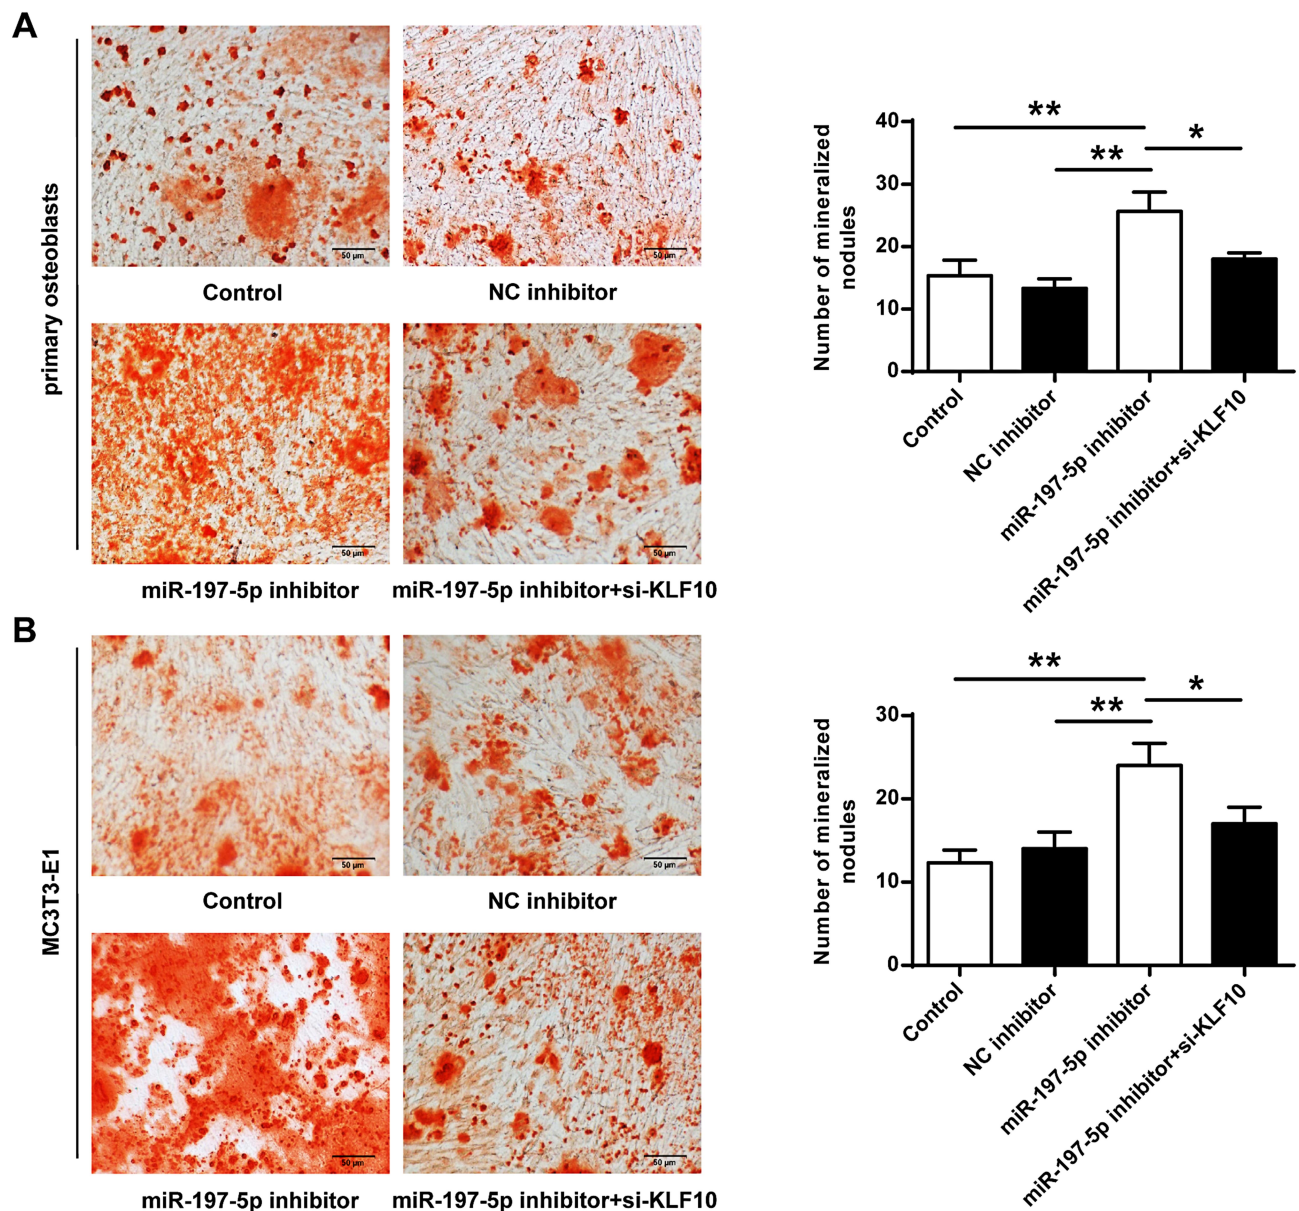 A
primary osteoblasts
50 µm
50 µm
Control
NC inhibitor
50 µm
50 µm
miR-197-5p inhibitor
miR-197-5p inhibitor+si-KLF10
Number of mineralized
nodules
40
30
20
10
0
**
**
*
Control
NC inhibitor
miR-197-5p inhibitor
miR-197-5p inhibitor+si-KLF10
B
MC3T3-E1
50 µm
50 µm
Control
NC inhibitor
50 µm
50 µm
miR-197-5p inhibitor
miR-197-5p inhibitor+si-KLF10
Number of mineralized
nodules
30
20
10
0
**
**
*
Control
NC inhibitor
miR-197-5p inhibitor
miR-197-5p inhibitor+si-KLF10